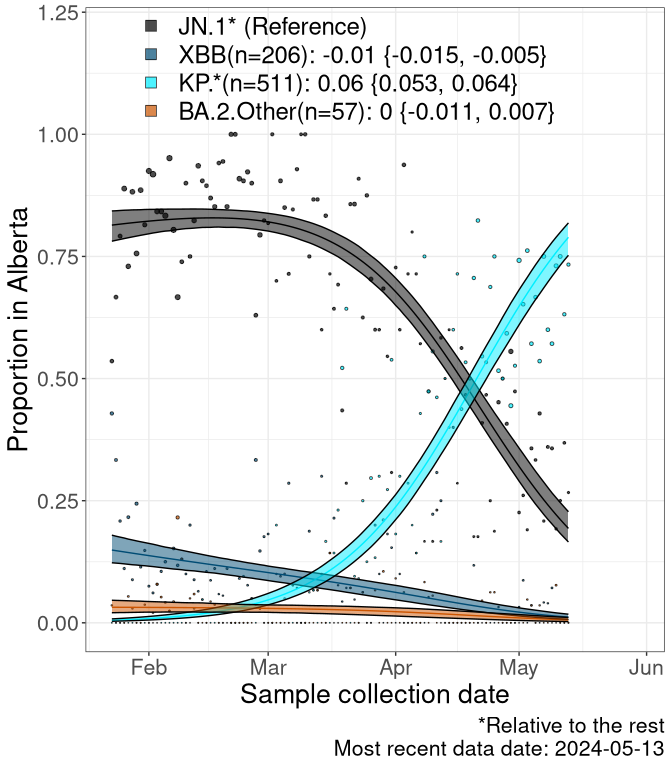 JN.1* (Reference)
XBB(n=206): -0.01 {-0.015, -0.005}
KP.*(n=511): 0.06 {0.053, 0.064}
BA.2.Other(n=57): 0 {-0.011, 0.007}
1.25
1.00
0.75
0.50
0.25
0.00
Proportion in Alberta
Feb Mar Apr May Jun
Sample collection date
*Relative to the rest
Most recent data date: 2024-05-13